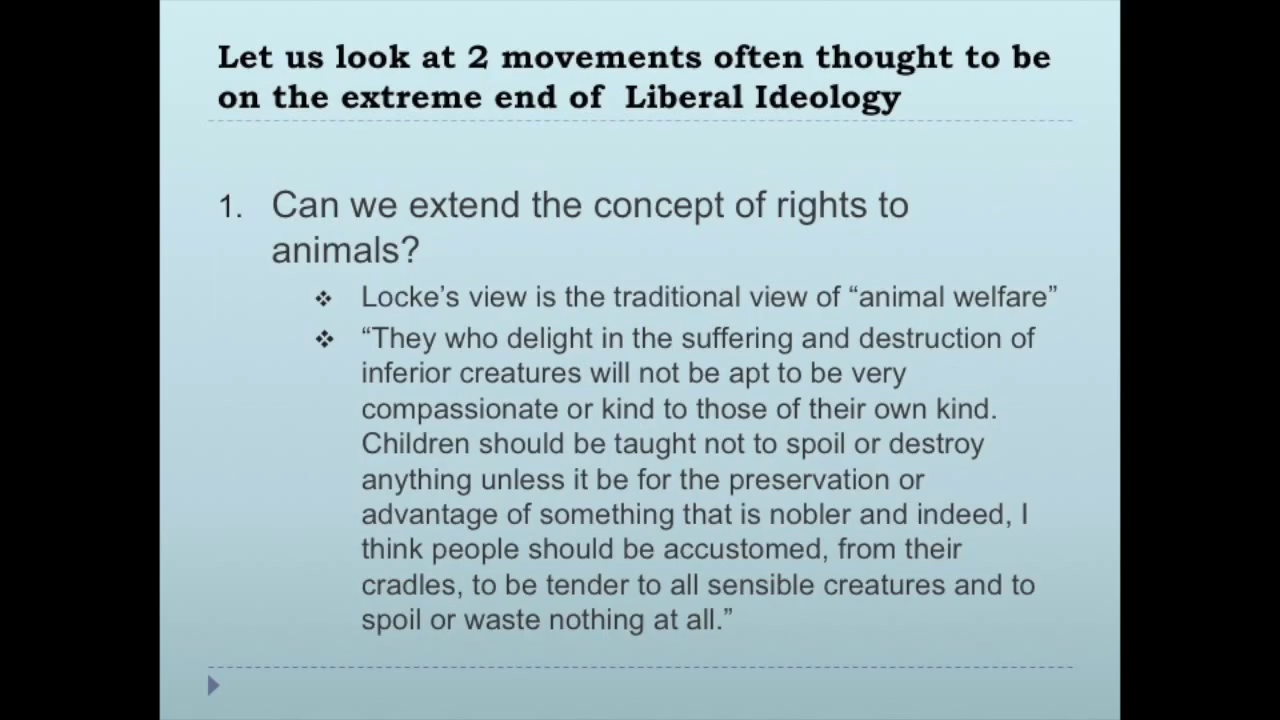 Let us look at 2 movements often thought to be
on the extreme end of Liberal Ideology
1. Can we extend the concept of rights to
animals?
❖ Locke’s view is the traditional view of “animal welfare”
❖ “They who delight in the suffering and destruction of
inferior creatures will not be apt to be very
compassionate or kind to those of their own kind.
Children should be taught not to spoil or destroy
anything unless it be for the preservation or
advantage of something that is nobler and indeed, I
think people should be accustomed, from their
cradles, to be tender to all sensible creatures and to
spoil or waste nothing at all.”